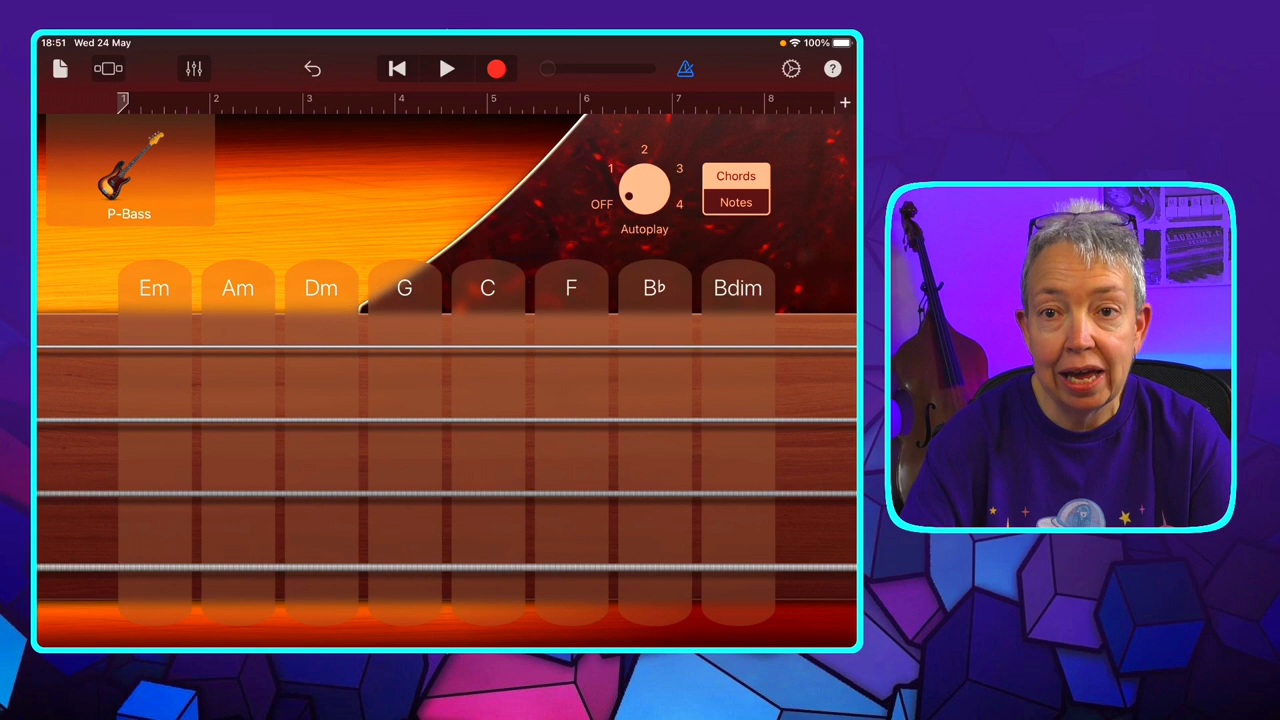 18:51 Wed 24 May
100%
?
1 2 3 4 5 6 7 8 +
P-Bass
2
1 3
OFF 4
Autoplay
Chords
Notes
Em Am Dm G C F B♭ Bdim